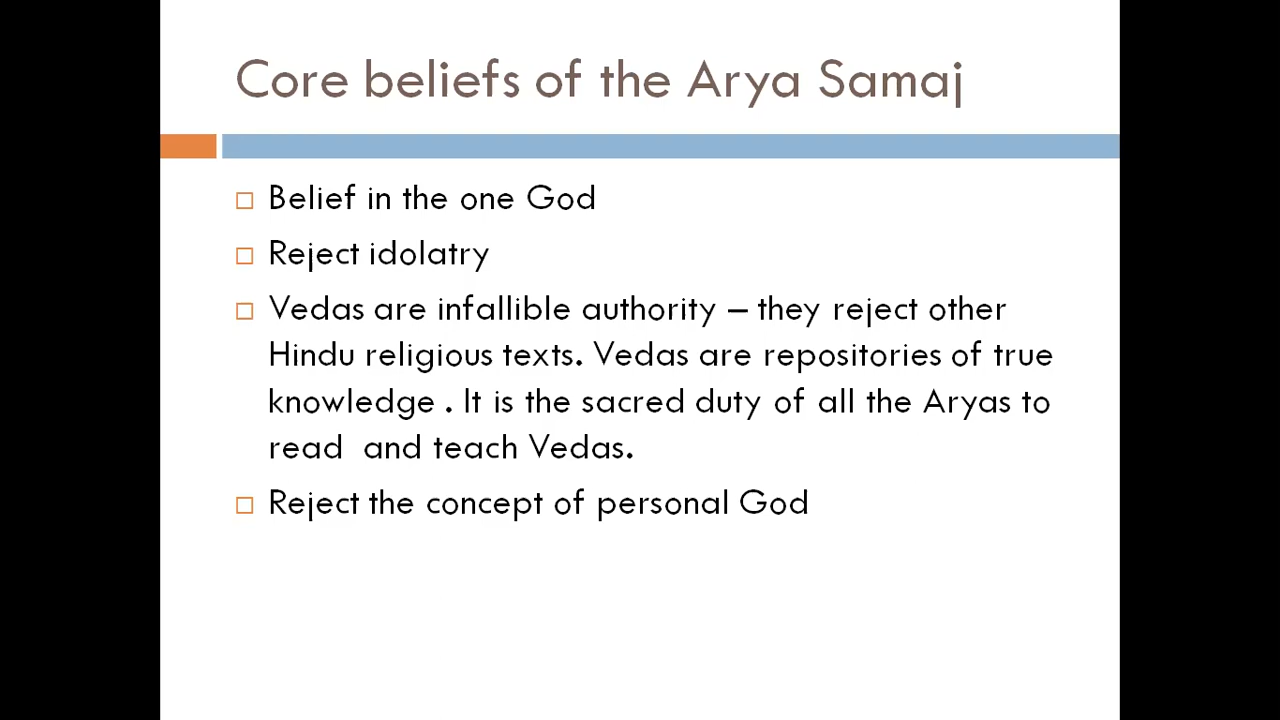 Core beliefs of the Arya Samaj
Belief in the one God
Reject idolatry
Vedas are infallible authority – they reject other
Hindu religious texts. Vedas are repositories of true
knowledge . It is the sacred duty of all the Aryas to
read  and teach Vedas.
Reject the concept of personal God